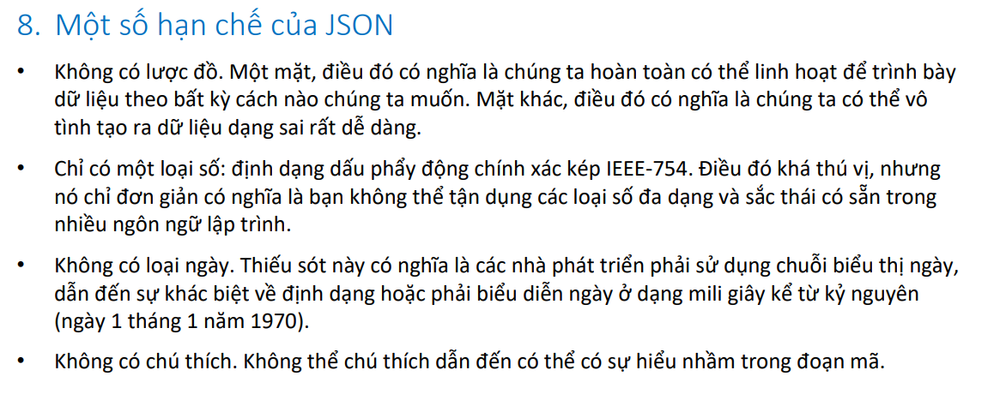 8. Một số hạn chế của JSON
• Không có lược đồ. Một mặt, điều đó có nghĩa là chúng ta hoàn toàn có thể linh hoạt để trình bày
dữ liệu theo bất kỳ cách nào chúng ta muốn. Mặt khác, điều đó có nghĩa là chúng ta có thể vô
tình tạo ra dữ liệu dạng sai rất dễ dàng.
• Chỉ có một loại số: định dạng dấu phẩy động chính xác kép IEEE-754. Điều đó khá thú vị, nhưng
nó chỉ đơn giản có nghĩa là bạn không thể tận dụng các loại số đa dạng và sắc thái có sẵn trong
nhiều ngôn ngữ lập trình.
• Không có loại ngày. Thiếu sót này có nghĩa là các nhà phát triển phải sử dụng chuỗi biểu thị ngày,
dẫn đến sự khác biệt về định dạng hoặc phải biểu diễn ngày ở dạng mili giây kể từ kỷ nguyên
(ngày 1 tháng 1 năm 1970).
• Không có chú thích. Không thể chú thích dẫn đến có thể có sự hiểu nhầm trong đoạn mã.